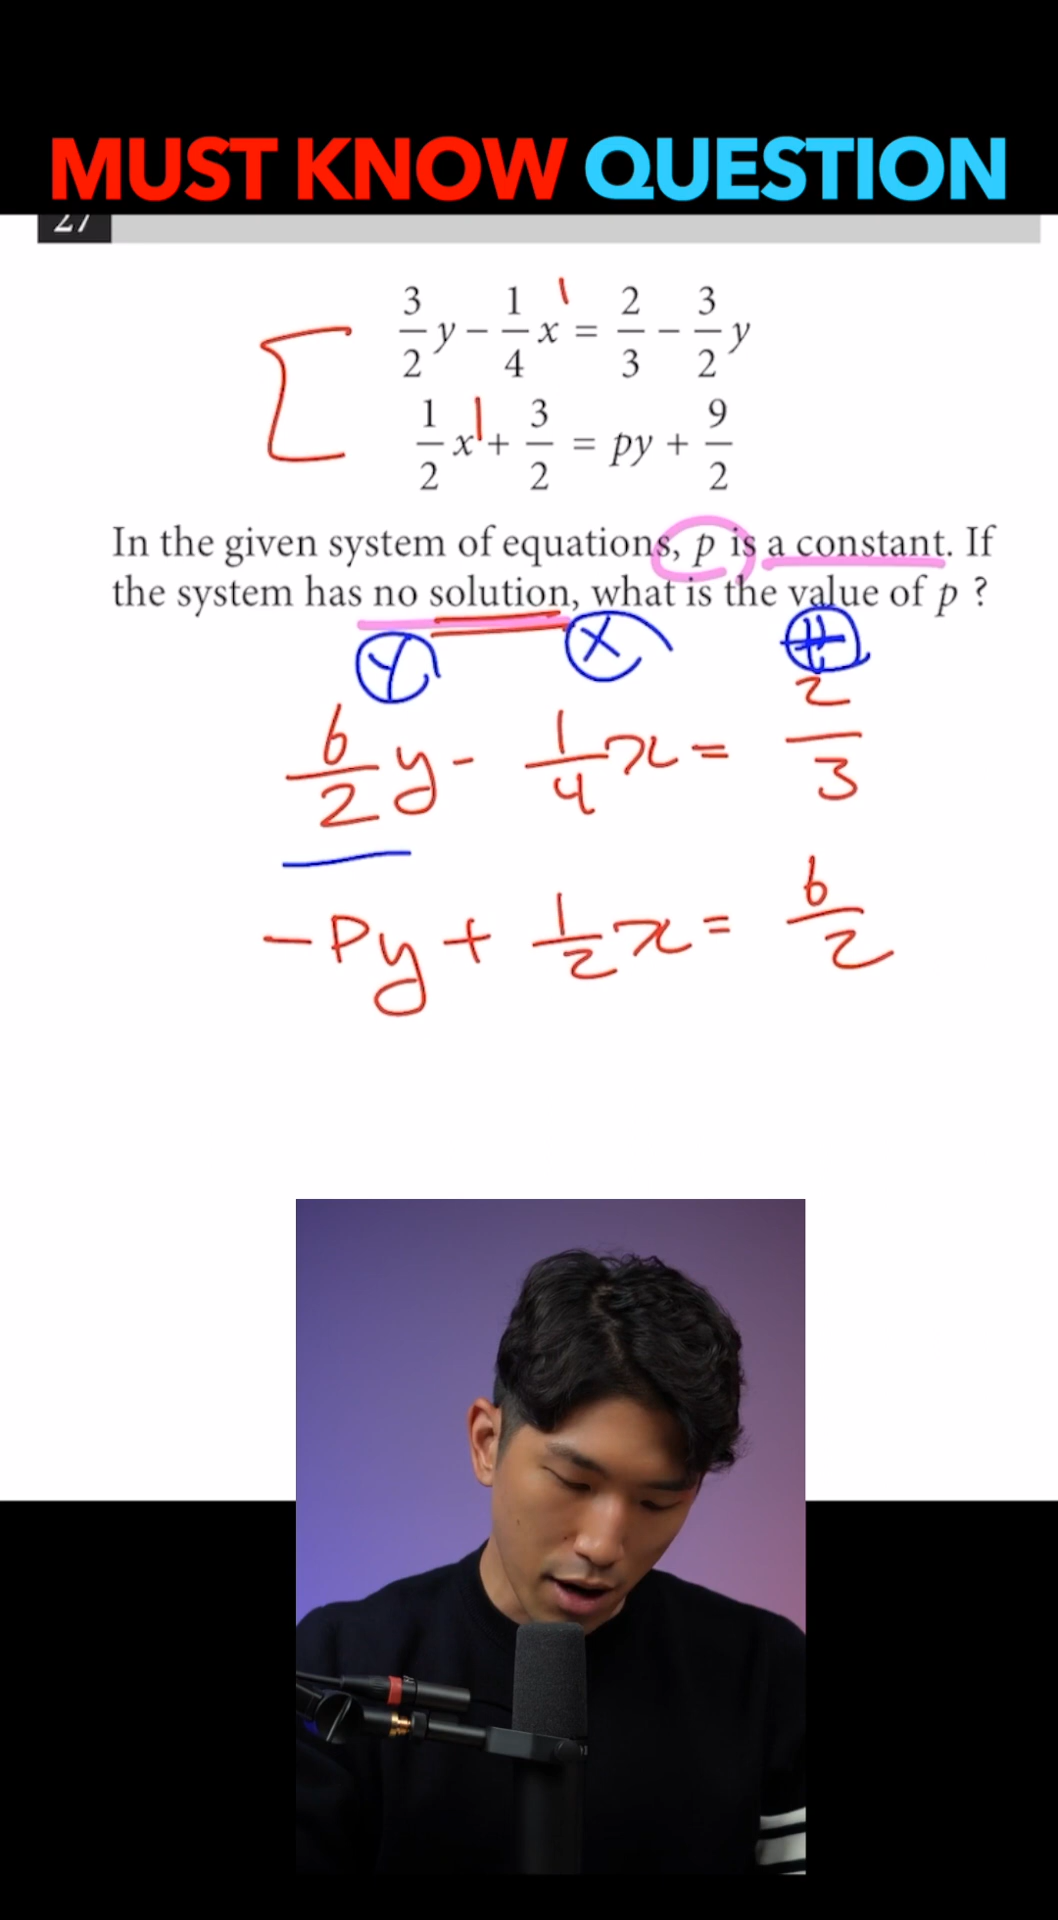 MUST KNOW QUESTION
27
3/2 y − 1/4 x = 2/3 − 3/2 y
1/2 x + 3/2 = py + 9/2
In the given system of equations, p is a constant. If
the system has no solution, what is the value of p ?
Y X #
6/2 y - 1/4 x = 2/3
-Py + 1/2 x = 6/2